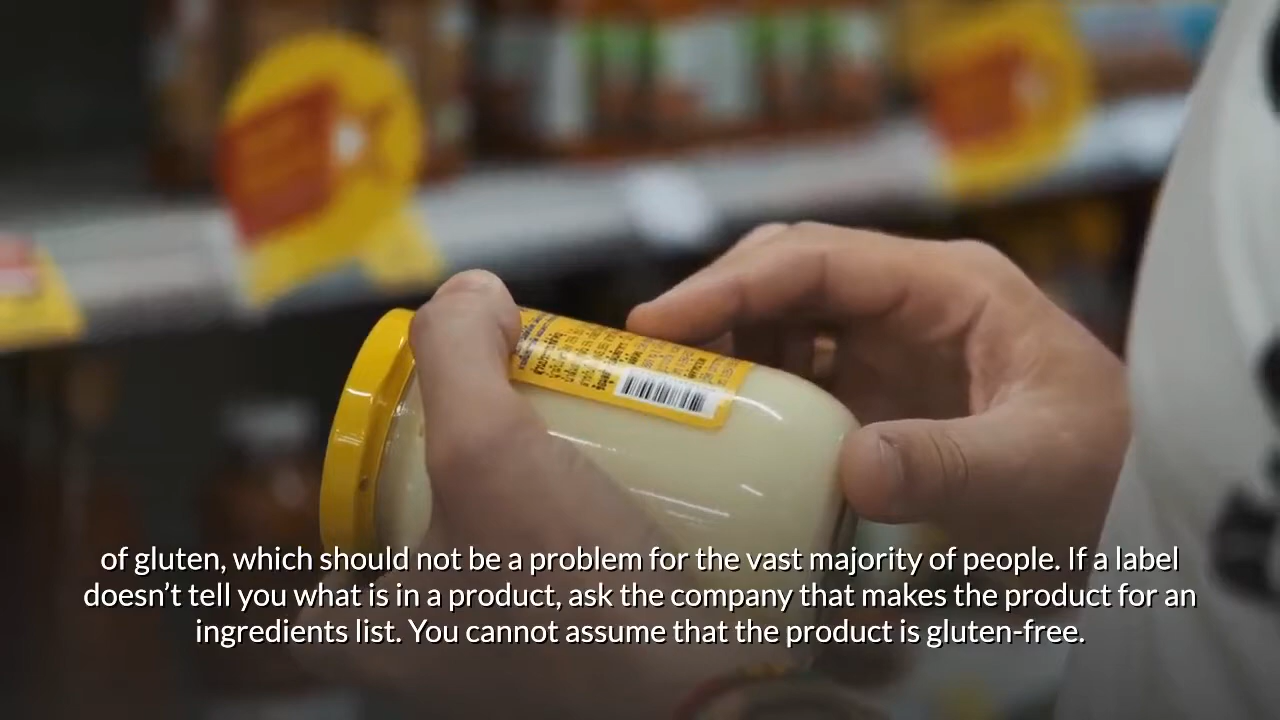 of gluten, which should not be a problem for the vast majority of people. If a label
doesn’t tell you what is in a product, ask the company that makes the product for an
ingredients list. You cannot assume that the product is gluten-free.